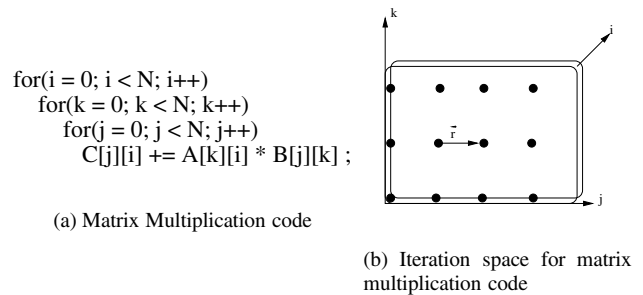 for(i = 0; i < N; i++)
for(k = 0; k < N; k++)
for(j = 0; j < N; j++)
C[j][i] += A[k][i] * B[j][k] ;
(a) Matrix Multiplication code
k
i
r
j
(b) Iteration space for matrix
multiplication code